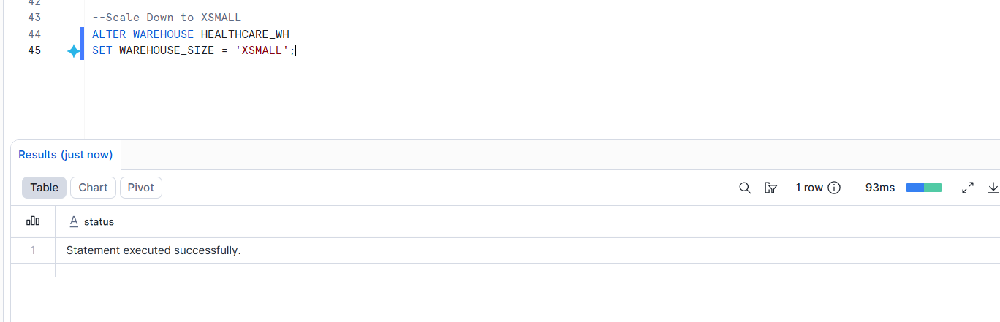 42
43 --Scale Down to XSMALL
44 ALTER WAREHOUSE HEALTHCARE_WH
45 SET WAREHOUSE_SIZE = 'XSMALL';
Results (just now)
Table Chart Pivot 1 row 93ms
A status
1 Statement executed successfully.